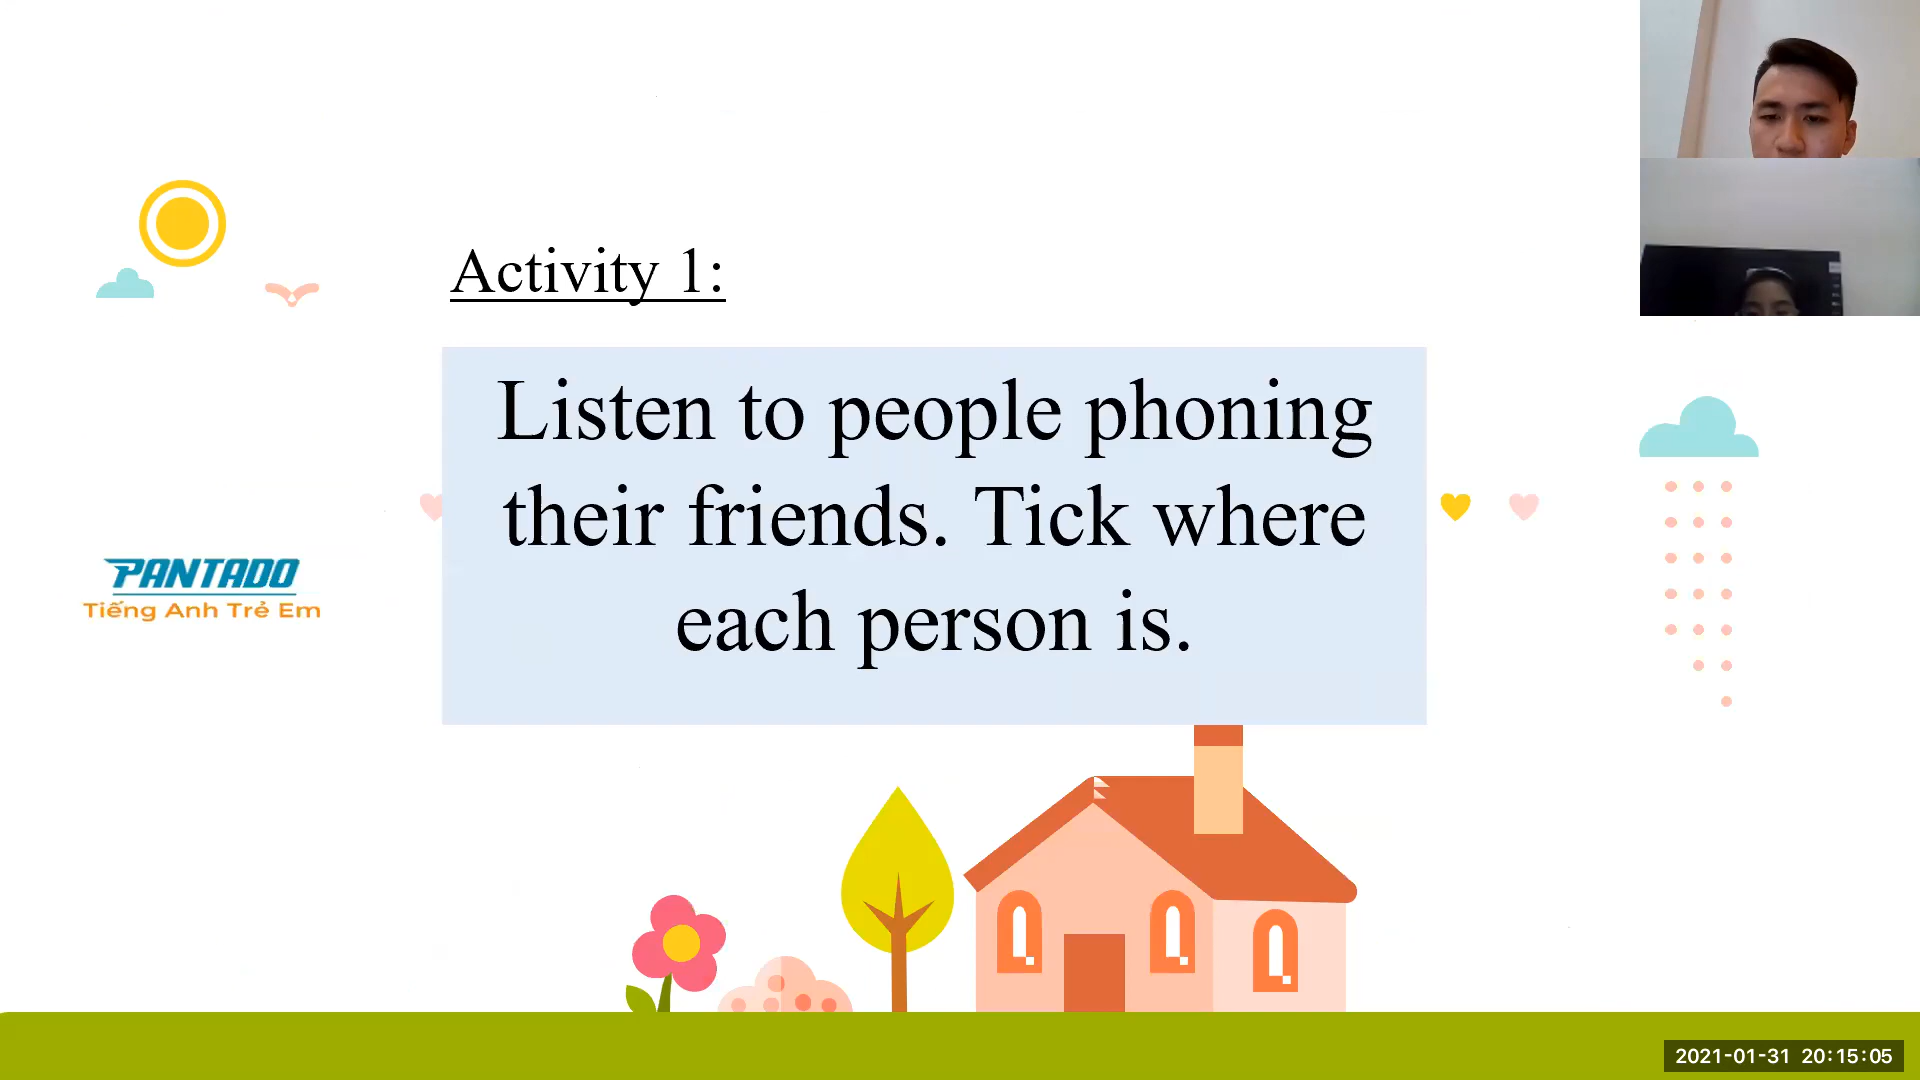 Activity 1:
Listen to people phoning
their friends. Tick where
each person is.
PANTADO
Tiếng Anh Trẻ Em
2021-01-31 20:15:05